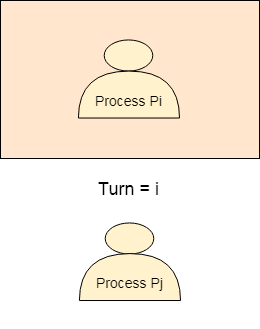 Process Pi
Turn = i
Process Pj